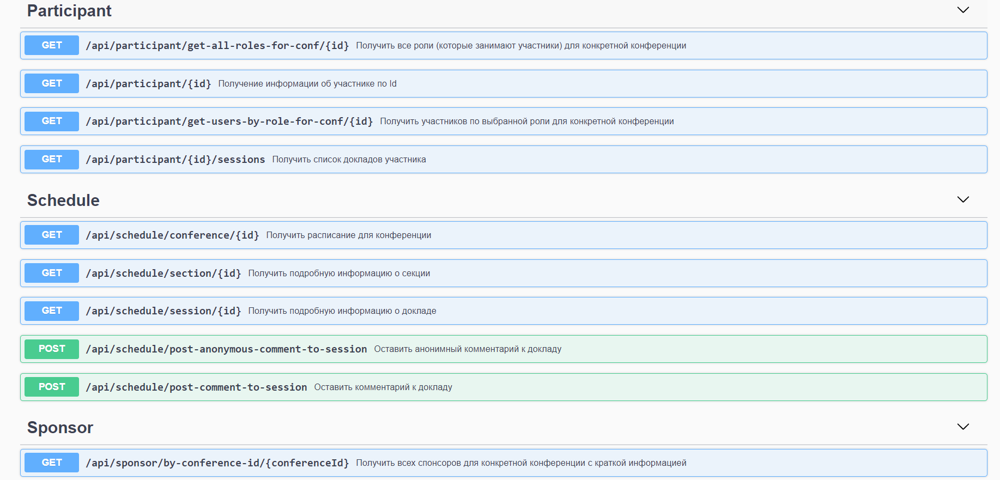 Participant
GET /api/participant/get-all-roles-for-conf/{id} Получить все роли (которые занимают участники) для конкретной конференции
GET /api/participant/{id} Получение информации об участнике по Id
GET /api/participant/get-users-by-role-for-conf/{id} Получить участников по выбранной роли для конкретной конференции
GET /api/participant/{id}/sessions Получить список докладов участника
Schedule
GET /api/schedule/conference/{id} Получить расписание для конференции
GET /api/schedule/section/{id} Получить подробную информацию о секции
GET /api/schedule/session/{id} Получить подробную информацию о докладе
POST /api/schedule/post-anonymous-comment-to-session Оставить анонимный комментарий к докладу
POST /api/schedule/post-comment-to-session Оставить комментарий к докладу
Sponsor
GET /api/sponsor/by-conference-id/{conferenceId} Получить всех спонсоров для конкретной конференции с краткой информацией